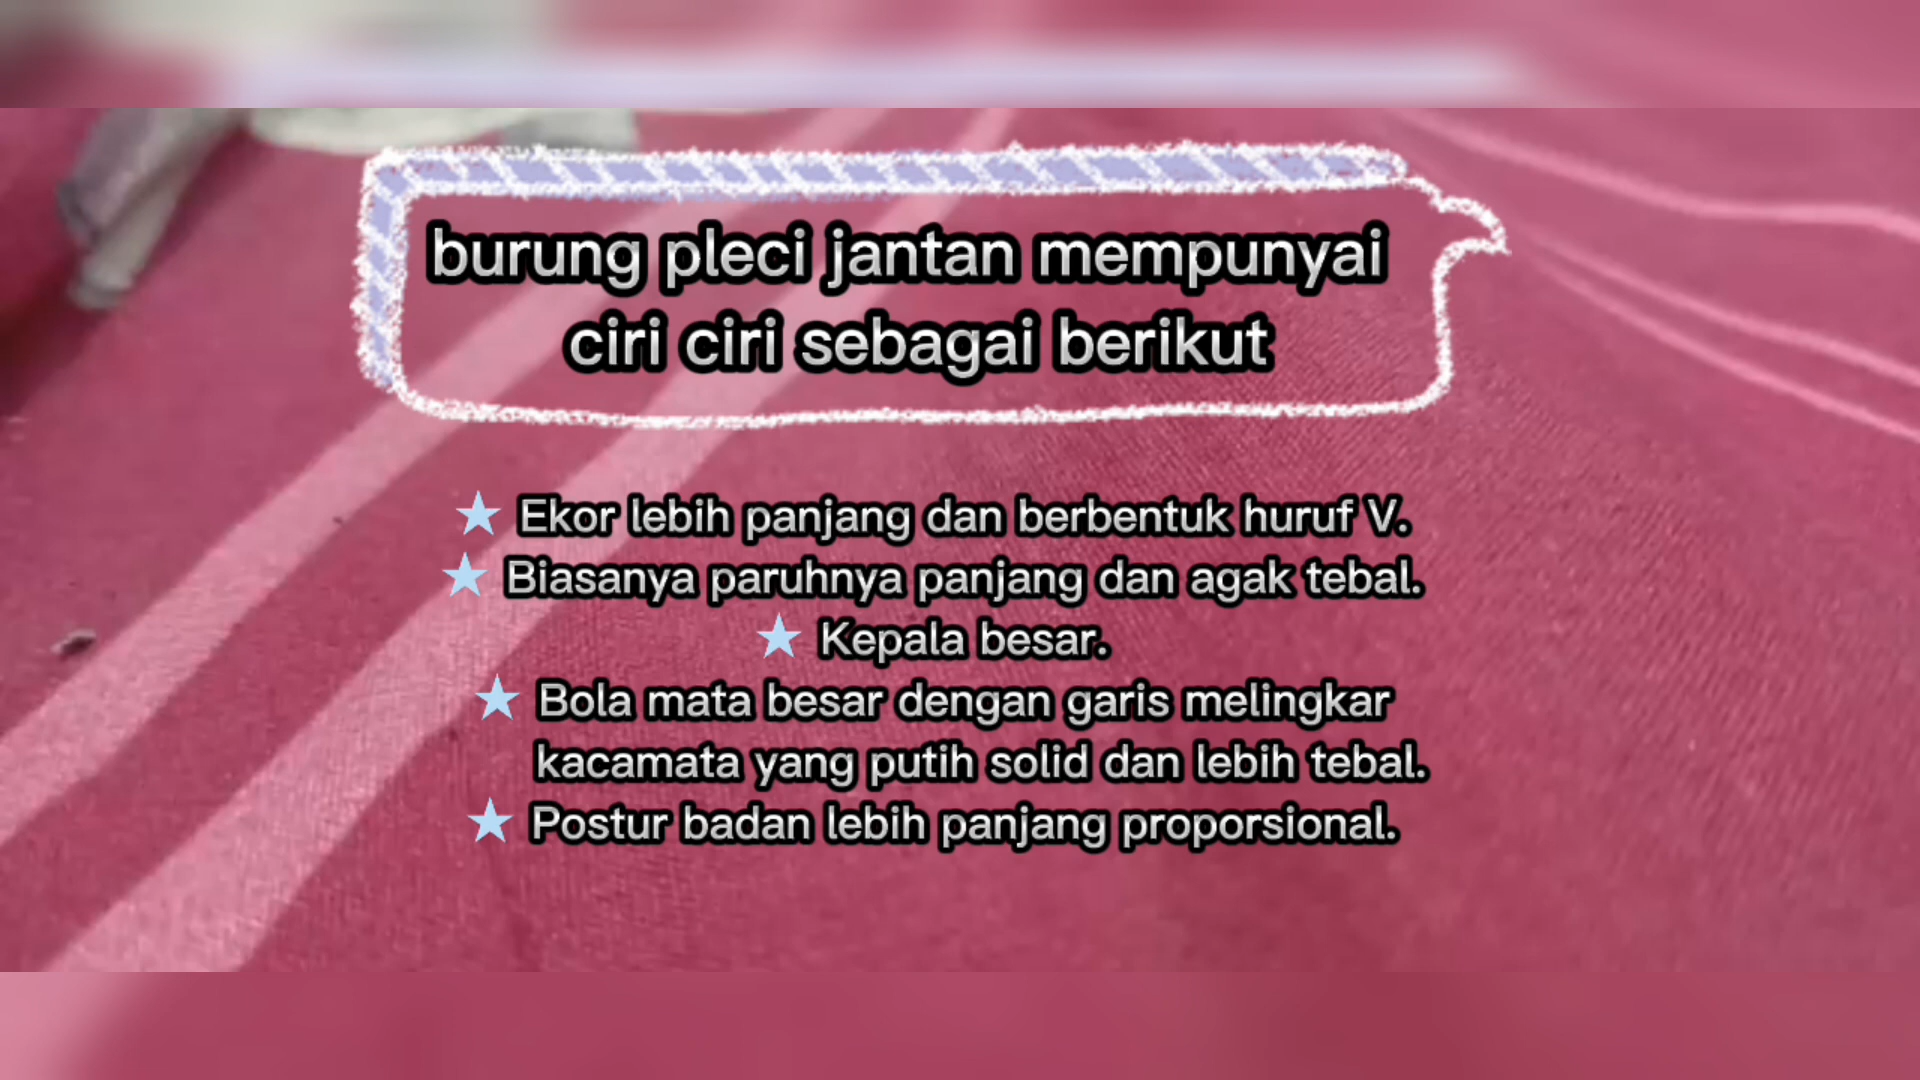 burung pleci jantan mempunyai
ciri ciri sebagai berikut
★ Ekor lebih panjang dan berbentuk huruf V.
★ Biasanya paruhnya panjang dan agak tebal.
★ Kepala besar.
★ Bola mata besar dengan garis melingkar
kacamata yang putih solid dan lebih tebal.
★ Postur badan lebih panjang proporsional.